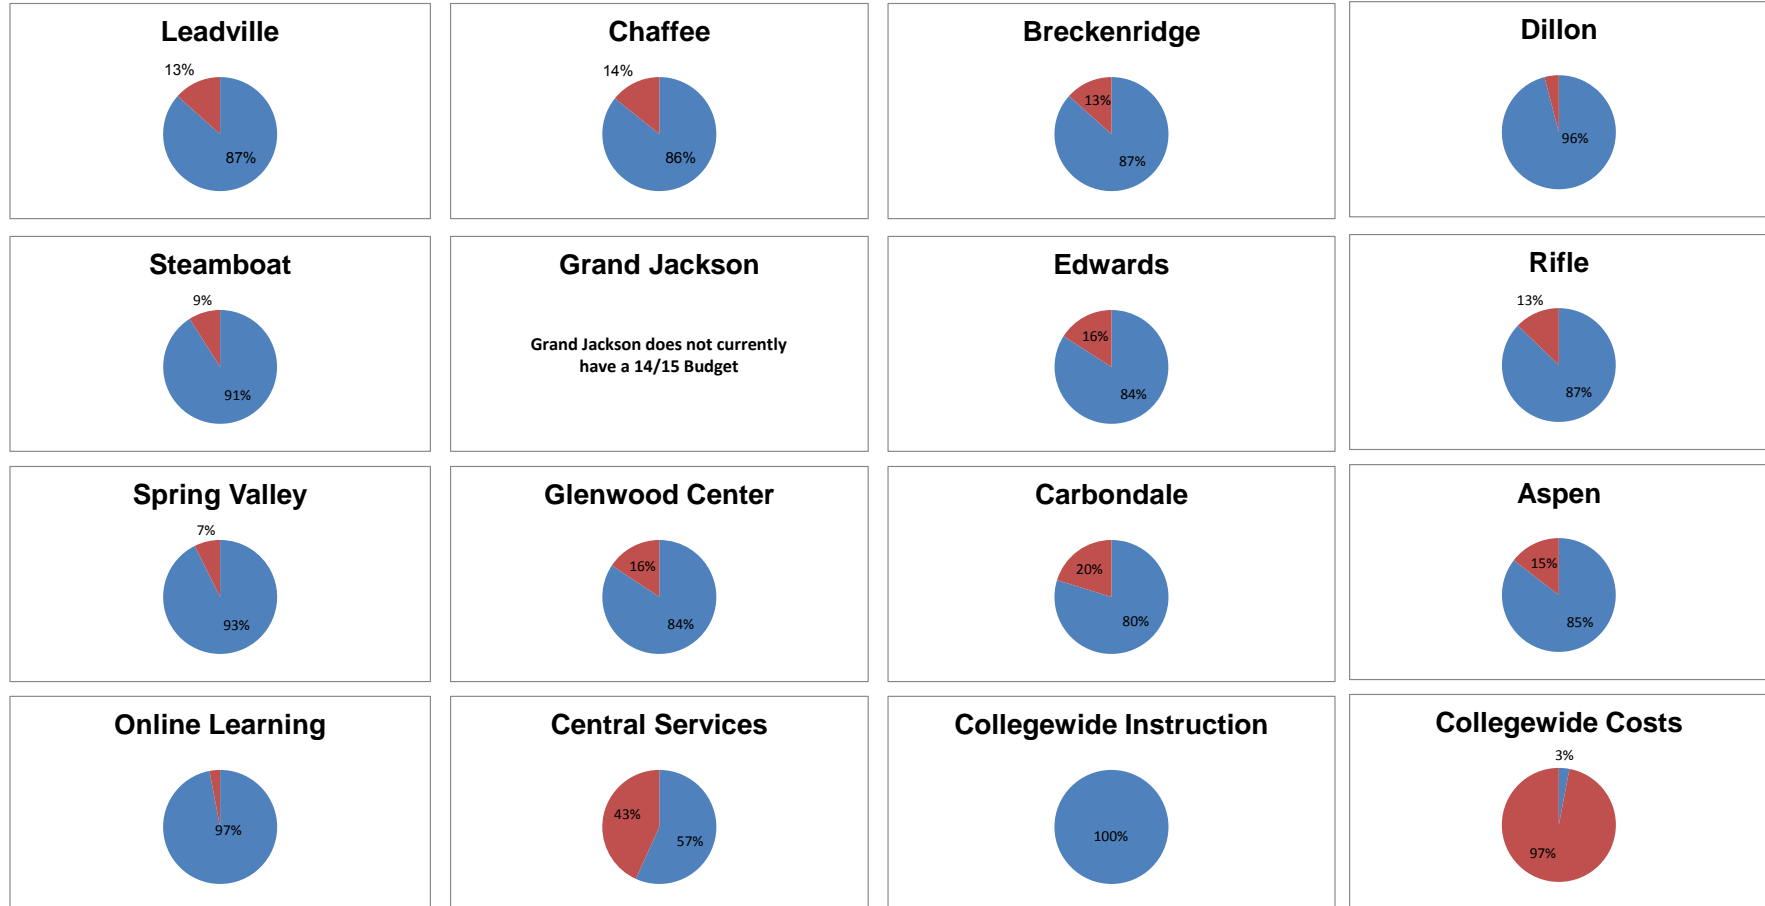 Leadville
13%
87%
Chaffee
14%
86%
Breckenridge
13%
87%
Dillon
96%
Steamboat
9%
91%
Grand Jackson
Grand Jackson does not currently
have a 14/15 Budget
Edwards
16%
84%
Rifle
13%
87%
Spring Valley
7%
93%
Glenwood Center
16%
84%
Carbondale
20%
80%
Aspen
15%
85%
Online Learning
97%
Central Services
43%
57%
Collegewide Instruction
100%
Collegewide Costs
3%
97%